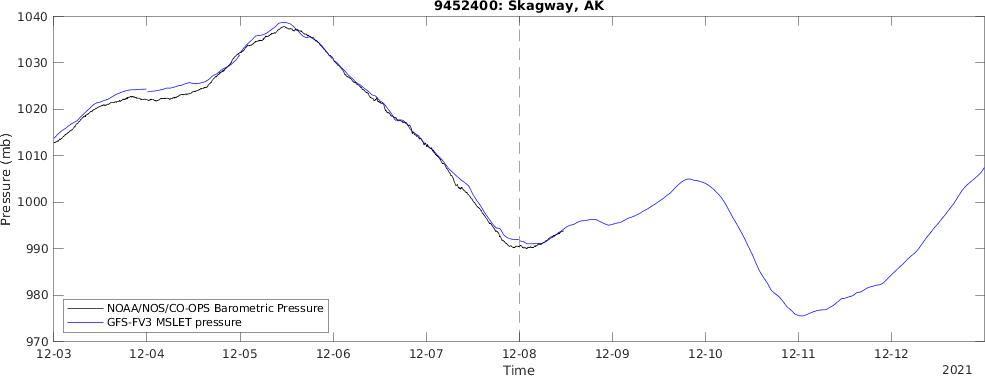 9452400: Skagway, AK
1040
1030
1020
1010
1000
990
980
970
Pressure (mb)
NOAA/NOS/CO-OPS Barometric Pressure
GFS-FV3 MSLET pressure
12-03 12-04 12-05 12-06 12-07 12-08 12-09 12-10 12-11 12-12
Time
2021